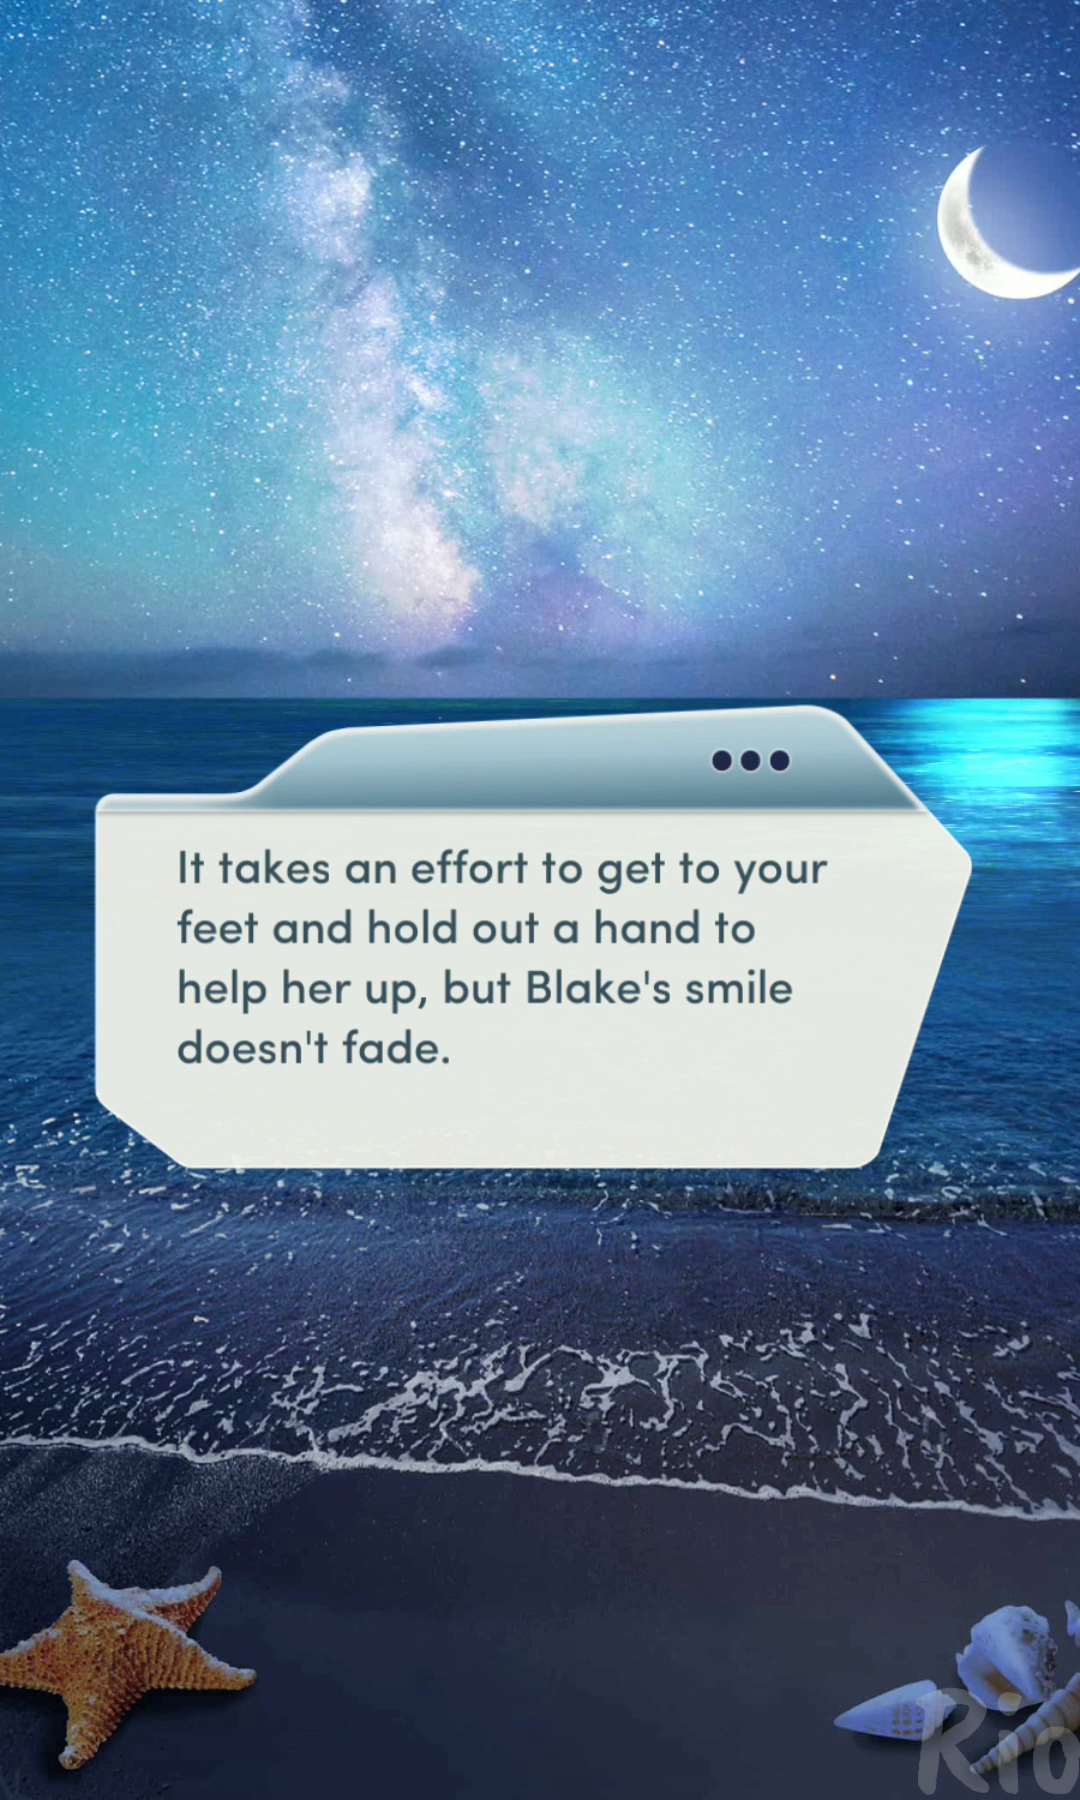 It takes an effort to get to your
feet and hold out a hand to
help her up, but Blake's smile
doesn't fade.
Rio